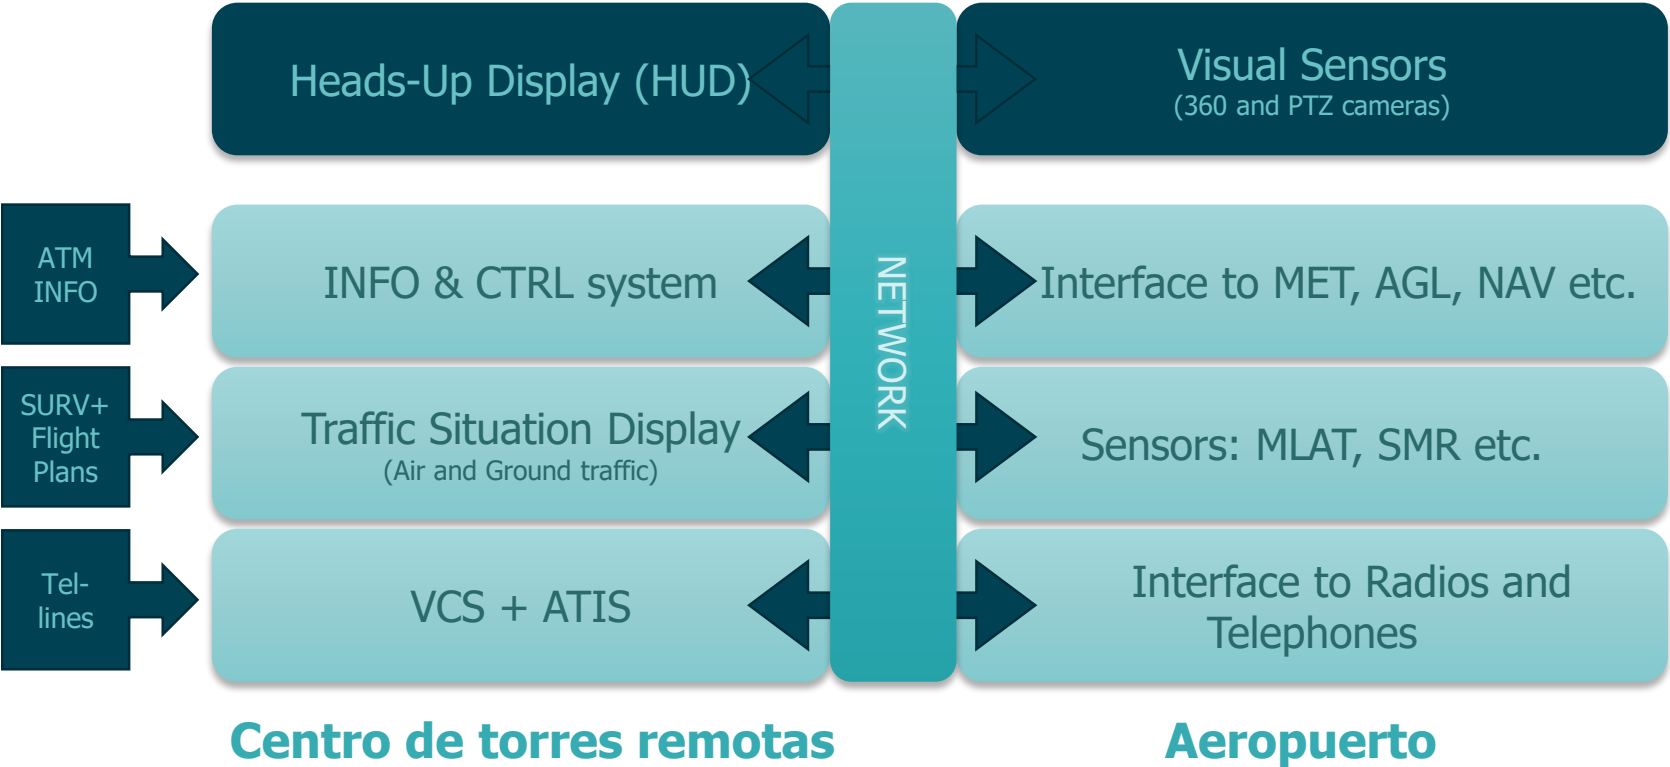 Heads-Up Display (HUD)
Visual Sensors
(360 and PTZ cameras)
ATM
INFO
INFO & CTRL system
Interface to MET, AGL, NAV etc.
NETWORK
SURV+
Flight
Plans
Traffic Situation Display
(Air and Ground traffic)
Sensors: MLAT, SMR etc.
Tel-
lines
VCS + ATIS
Interface to Radios and
Telephones
Centro de torres remotas
Aeropuerto